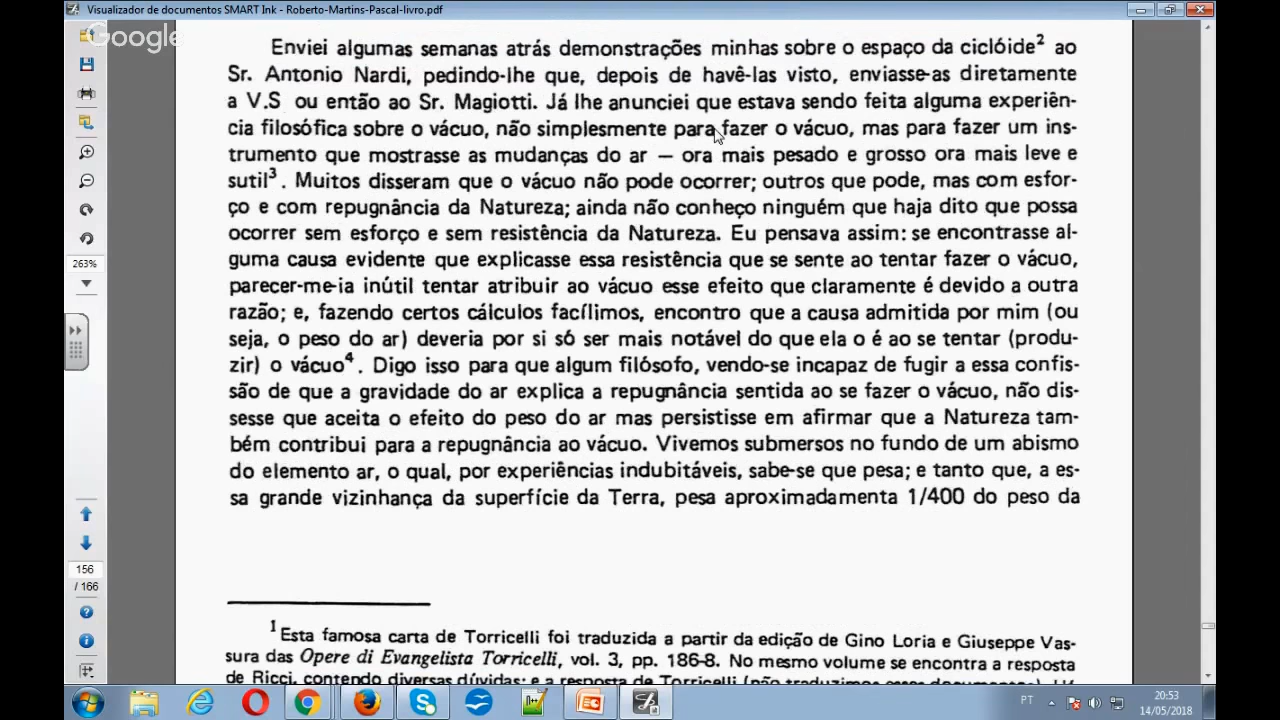 Visualizador de documentos SMART Ink - Roberto-Martins-Pascal-livro.pdf
Google
Enviei algumas semanas atrás demonstrações minhas sobre o espaço da ciclóide² ao
Sr. Antonio Nardi, pedindo-lhe que, depois de havê-las visto, enviasse-as diretamente
a V.S ou então ao Sr. Magiotti. Já lhe anunciei que estava sendo feita alguma experiên-
cia filosófica sobre o vácuo, não simplesmente para fazer o vácuo, mas para fazer um ins-
trumento que mostrasse as mudanças do ar — ora mais pesado e grosso ora mais leve e
sutil³. Muitos disseram que o vácuo não pode ocorrer; outros que pode, mas com esfor-
ço e com repugnância da Natureza; ainda não conheço ninguém que haja dito que possa
ocorrer sem esforço e sem resistência da Natureza. Eu pensava assim: se encontrasse al-
guma causa evidente que explicasse essa resistência que se sente ao tentar fazer o vácuo,
parecer-me-ia inútil tentar atribuir ao vácuo esse efeito que claramente é devido a outra
razão; e, fazendo certos cálculos facílimos, encontro que a causa admitida por mim (ou
seja, o peso do ar) deveria por si só ser mais notável do que ela o é ao se tentar (produ-
zir) o vácuo⁴. Digo isso para que algum filósofo, vendo-se incapaz de fugir a essa confis-
são de que a gravidade do ar explica a repugnância sentida ao se fazer o vácuo, não dis-
sesse que aceita o efeito do peso do ar mas persistisse em afirmar que a Natureza tam-
bém contribui para a repugnância ao vácuo. Vivemos submersos no fundo de um abismo
do elemento ar, o qual, por experiências indubitáveis, sabe-se que pesa; e tanto que, a es-
sa grande vizinhança da superfície da Terra, pesa aproximadamenta 1/400 do peso da
¹Esta famosa carta de Torricelli foi traduzida a partir da edição de Gino Loria e Giuseppe Vas-
sura das Opere di Evangelista Torricelli, vol. 3, pp. 186-8. No mesmo volume se encontra a resposta
de Ricci, contendo diversas dúvidas; e a resposta de Torricelli (não traduzimos esses documentos).
263%
156
/ 166
PT
20:53
14/05/2018